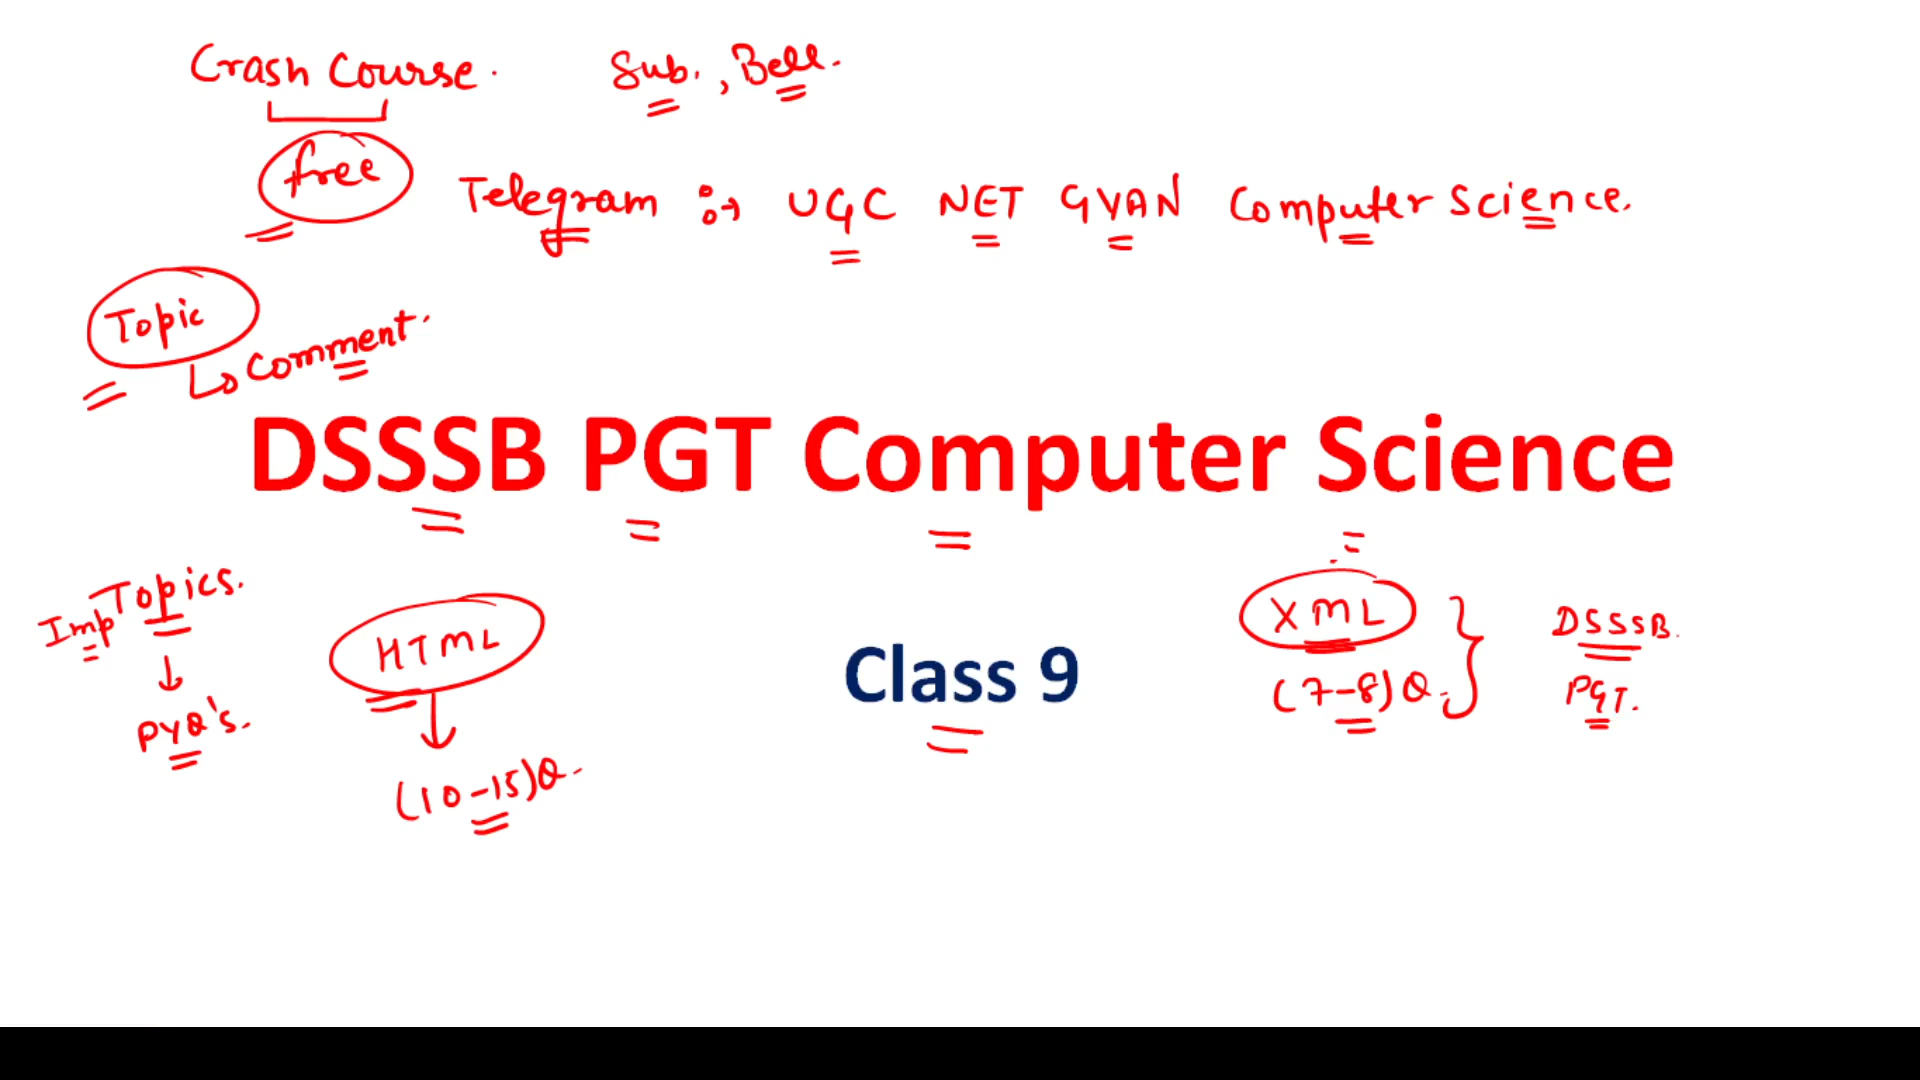 Crash Course. Sub., Bell.
free
Telegram :→ UGC NET GYAN Computer Science.
Topic
↳ Comment.
DSSSB PGT Computer Science
Imp Topics.
↓
PYQ's.
HTML
↓
(10-15)Q.
Class 9
XML
(7-8)Q.
} DSSSB.
PGT.